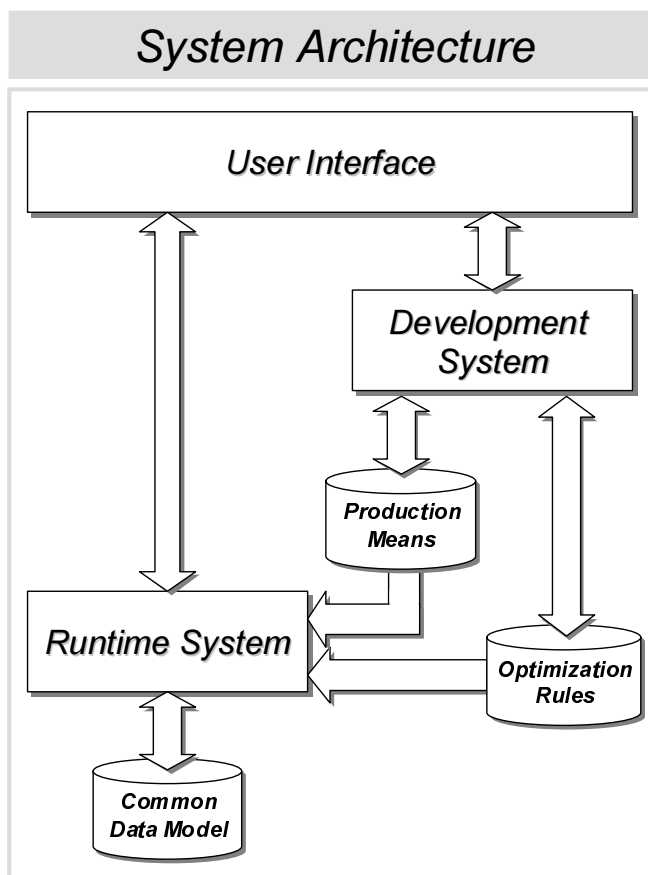 System Architecture
User Interface
Development
System
Production
Means
Runtime System
Optimization
Rules
Common
Data Model